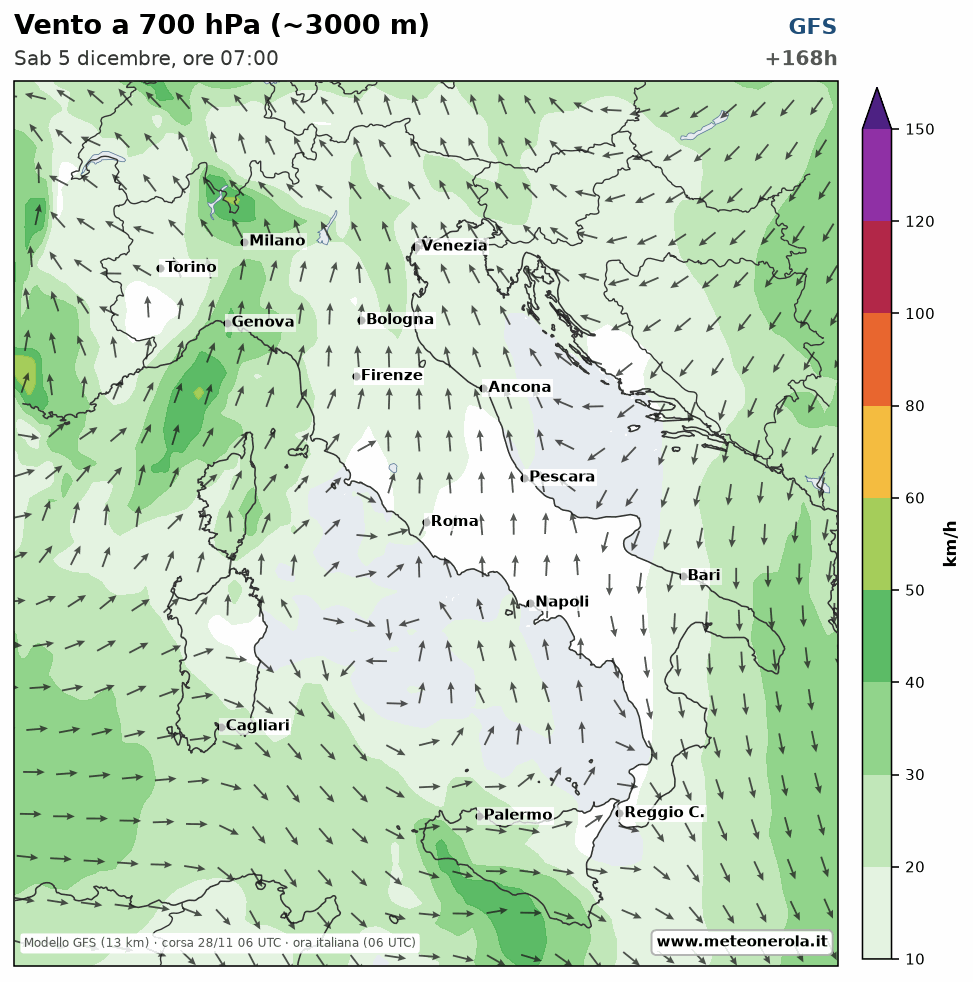 Vento a 700 hPa (~3000 m)
GFS
Sab 5 dicembre, ore 07:00
+168h
150
120
100
80
60
50
40
30
20
10
km/h
Milano
Venezia
Torino
Genova
Bologna
Firenze
Ancona
Pescara
Roma
Bari
Napoli
Cagliari
Palermo
Reggio C.
Modello GFS (13 km) · corsa 28/11 06 UTC · ora italiana (06 UTC)
www.meteonerola.it